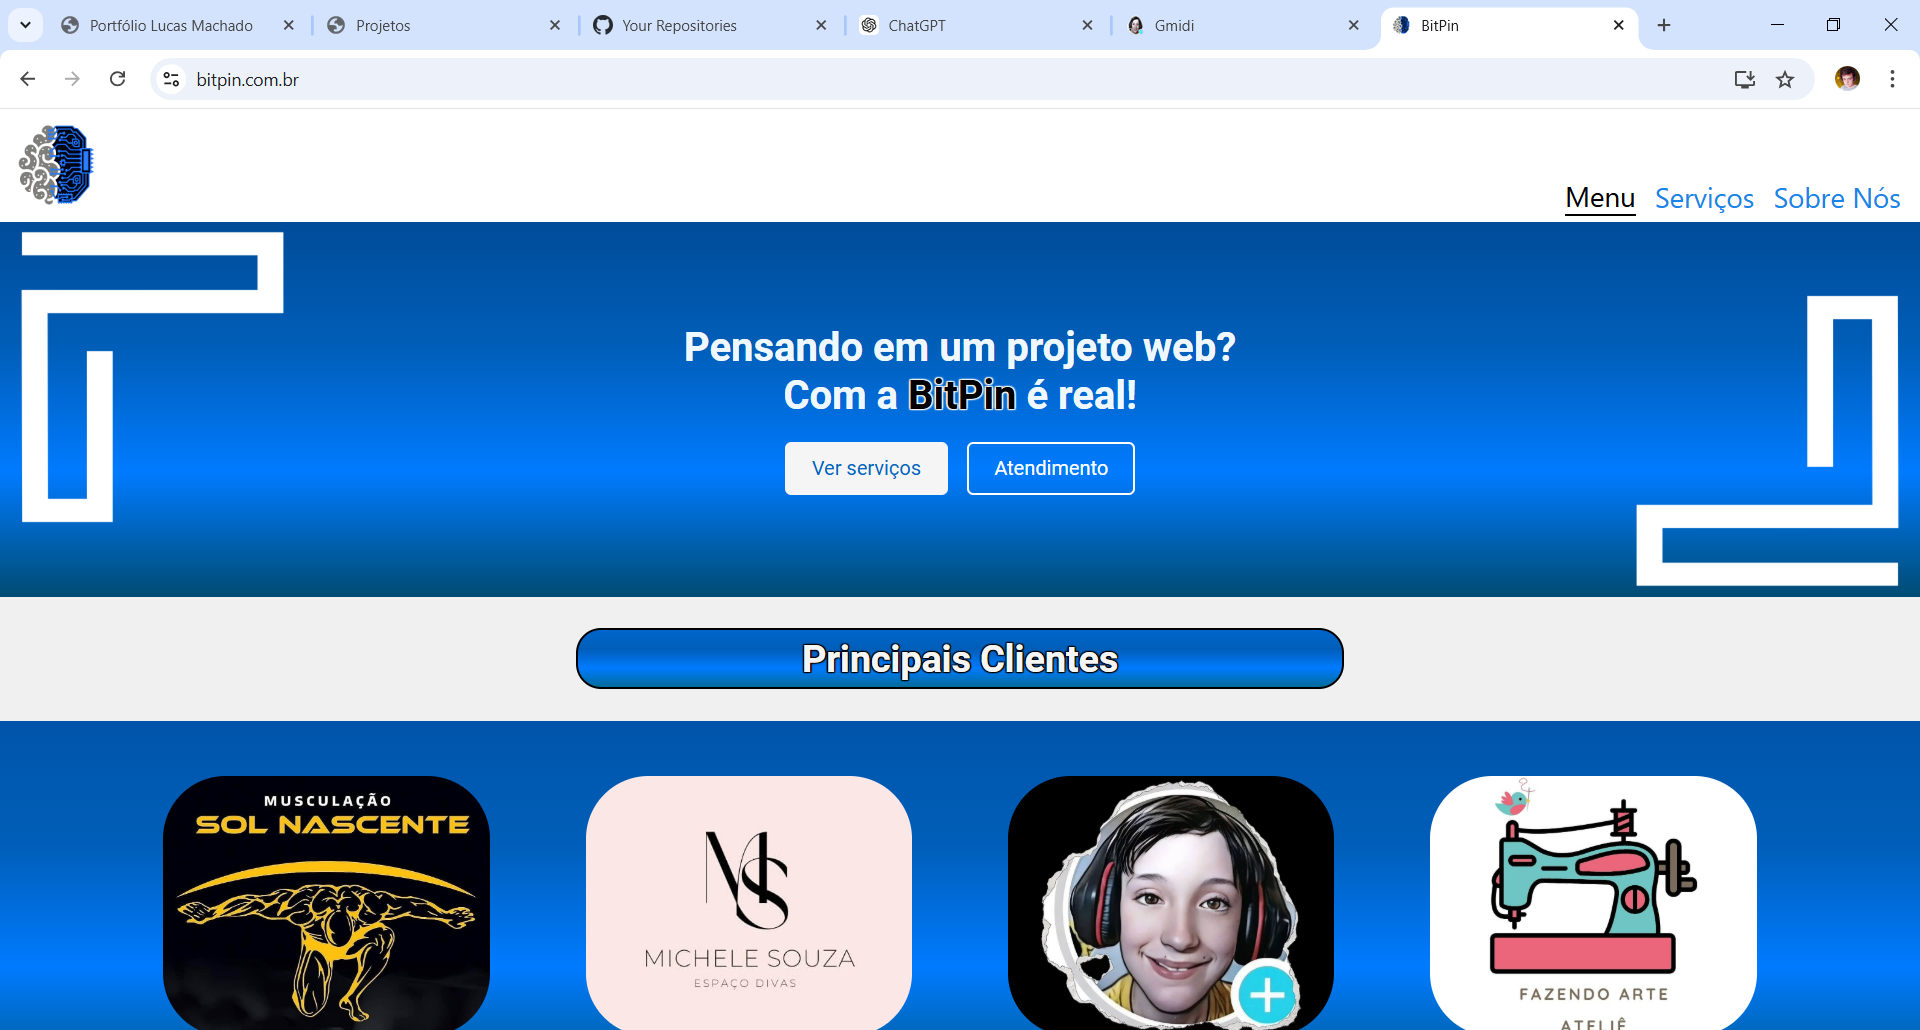 Portfólio Lucas Machado
Projetos
Your Repositories
ChatGPT
Gmidi
BitPin
bitpin.com.br
Menu
Serviços
Sobre Nós
Pensando em um projeto web?
Com a BitPin é real!
Ver serviços
Atendimento
Principais Clientes
MUSCULAÇÃO
SOL NASCENTE
MS
MICHELE SOUZA
ESPAÇO DIVAS
FAZENDO ARTE
ATELIÊ